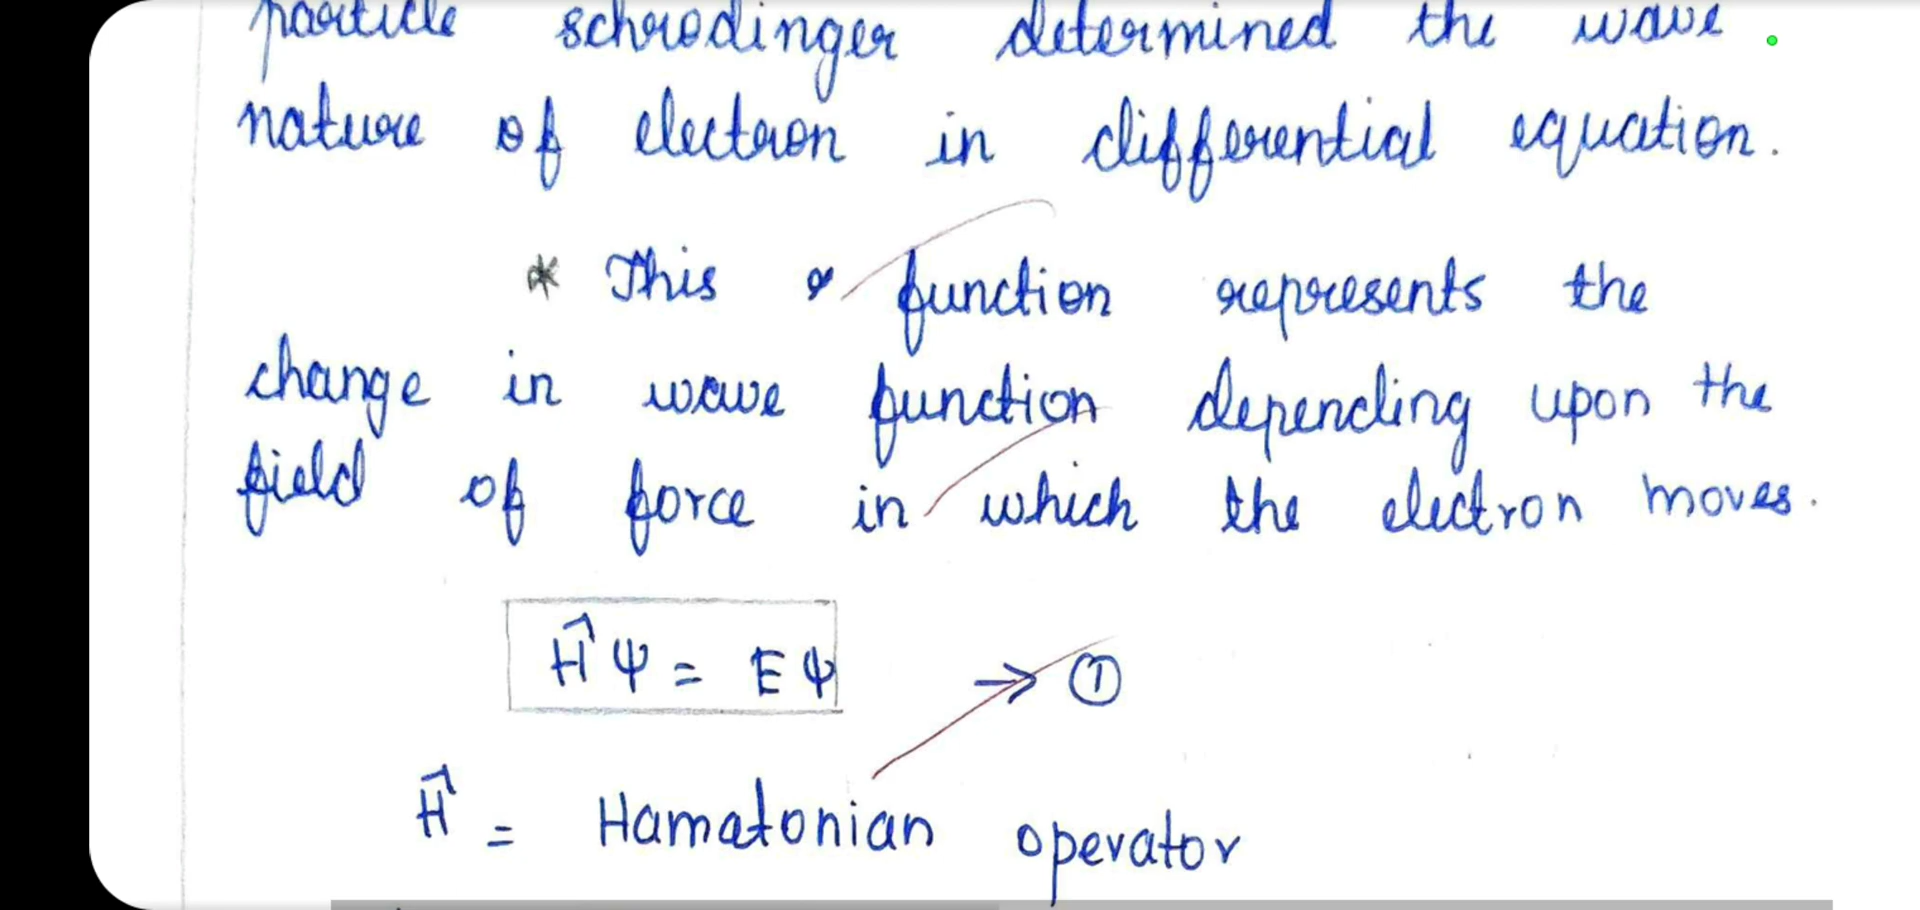 particle schrodinger determined the wave
nature of electron in differential equation.
* This function represents the
change in wave function depending upon the
field of force in which the electron moves.
Ĥψ = Eψ → ①
Ĥ = Hamatonian operator